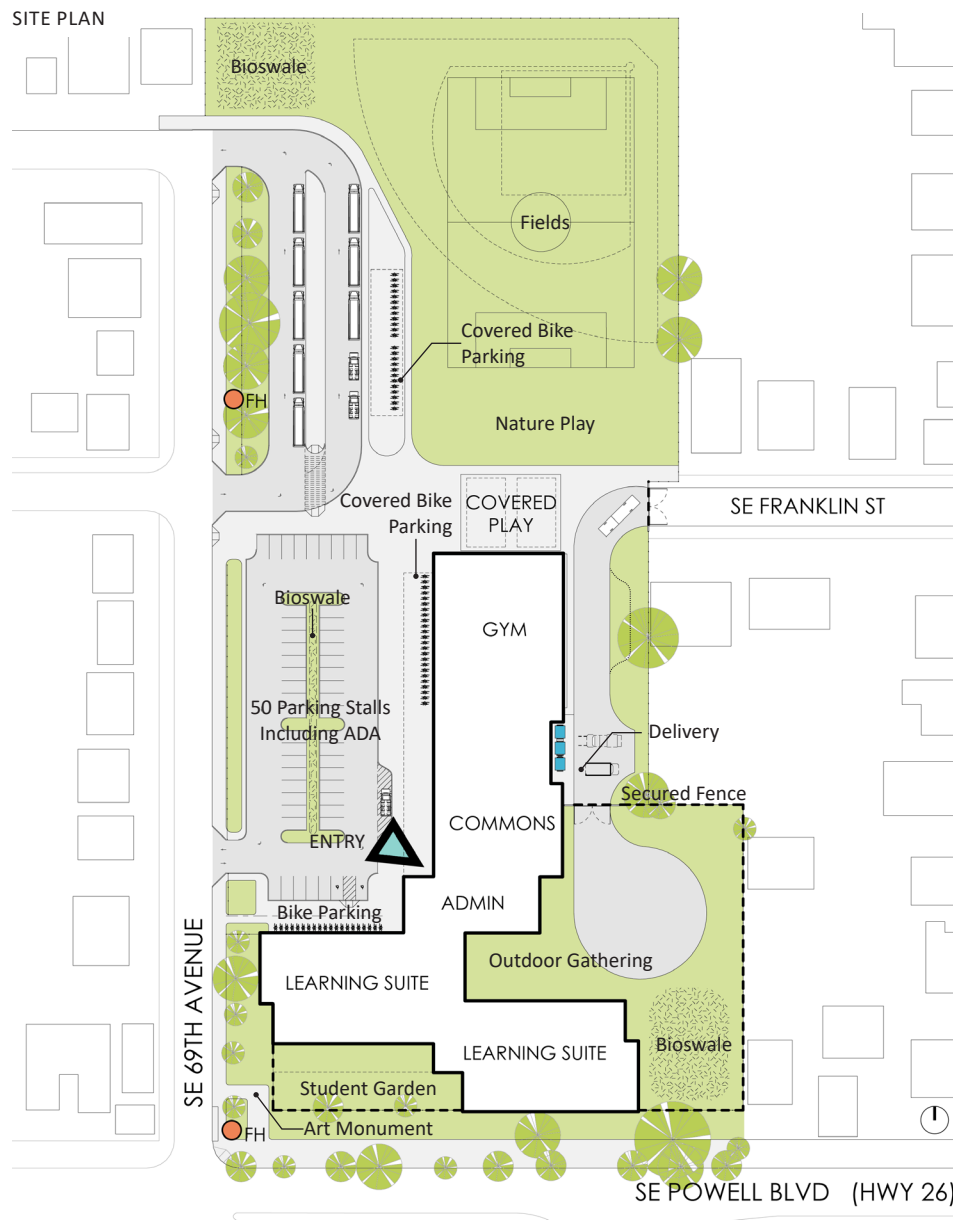 SITE PLAN
Bioswale
Fields
Covered Bike
Parking
FH
Nature Play
Covered Bike
Parking
COVERED
PLAY
SE FRANKLIN ST
Bioswale
GYM
50 Parking Stalls
Including ADA
Delivery
Secured Fence
COMMONS
ENTRY
ADMIN
Bike Parking
SE 69TH AVENUE
Outdoor Gathering
LEARNING SUITE
LEARNING SUITE
Bioswale
Student Garden
Art Monument
FH
SE POWELL BLVD (HWY 26)